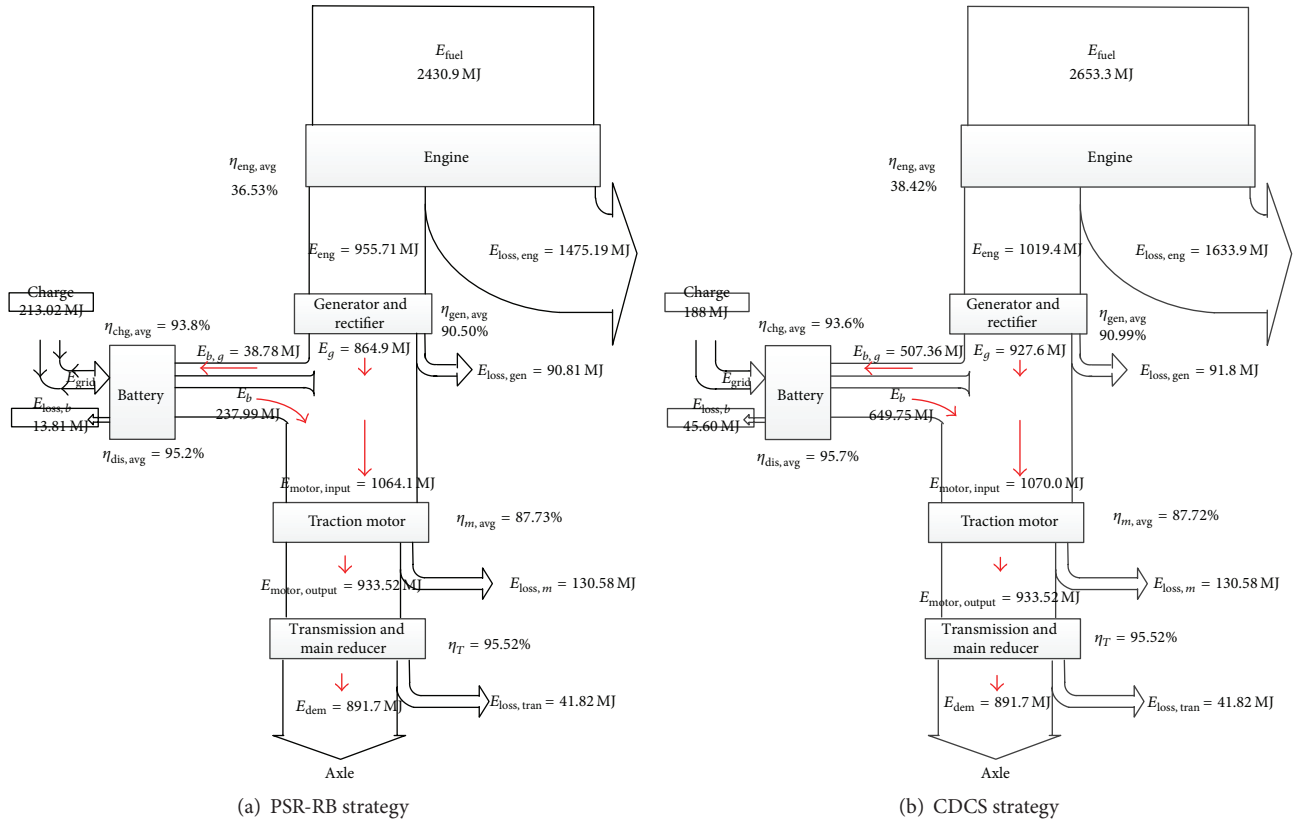 E_fuel
2430.9 MJ
Engine
η_eng, avg
36.53%
E_eng = 955.71 MJ
E_loss, eng = 1475.19 MJ
Charge
213.02 MJ
Generator and
rectifier
η_gen, avg
90.50%
η_chg, avg = 93.8%
E_b, g = 38.78 MJ
E_g = 864.9 MJ
E_loss, gen = 90.81 MJ
E_grid
Battery
E_b
237.99 MJ
E_loss, b
13.81 MJ
η_dis, avg = 95.2%
E_motor, input = 1064.1 MJ
Traction motor
η_m, avg = 87.73%
E_motor, output = 933.52 MJ
E_loss, m = 130.58 MJ
Transmission and
main reducer
η_T = 95.52%
E_dem = 891.7 MJ
E_loss, tran = 41.82 MJ
Axle
(a) PSR-RB strategy
E_fuel
2653.3 MJ
Engine
η_eng, avg
38.42%
E_eng = 1019.4 MJ
E_loss, eng = 1633.9 MJ
Charge
188 MJ
Generator and
rectifier
η_gen, avg
90.99%
η_chg, avg = 93.6%
E_b, g = 507.36 MJ
E_g = 927.6 MJ
E_loss, gen = 91.8 MJ
E_grid
Battery
E_b
649.75 MJ
E_loss, b
45.60 MJ
η_dis, avg = 95.7%
E_motor, input = 1070.0 MJ
Traction motor
η_m, avg = 87.72%
E_motor, output = 933.52 MJ
E_loss, m = 130.58 MJ
Transmission and
main reducer
η_T = 95.52%
E_dem = 891.7 MJ
E_loss, tran = 41.82 MJ
Axle
(b) CDCS strategy